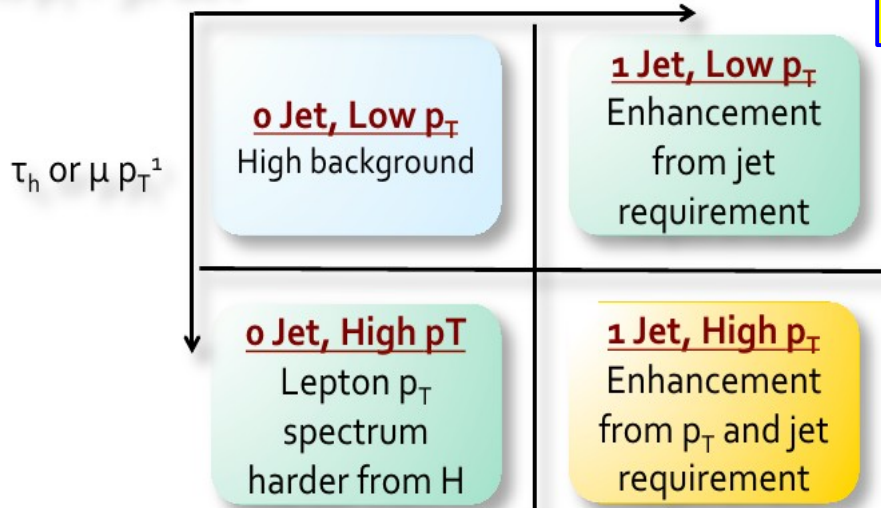 0 Jet, Low pT
High background
1 Jet, Low pT
Enhancement
from jet
requirement
τh or μ pT¹
0 Jet, High pT
Lepton pT
spectrum
harder from H
1 Jet, High pT
Enhancement
from pT and jet
requirement